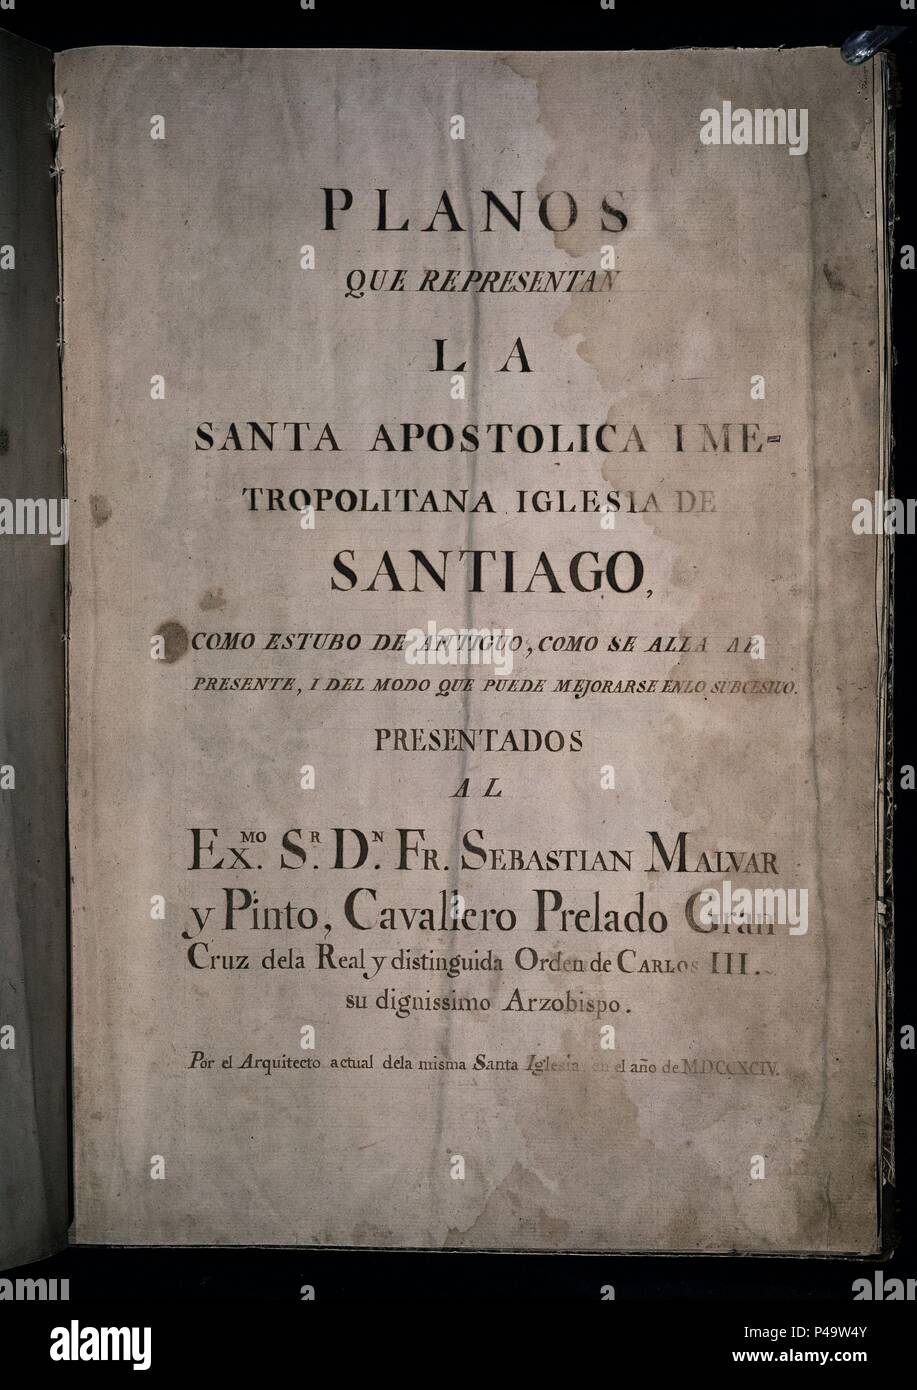 PLANOS
QUE REPRESENTAN
LA
SANTA APOSTOLICA I ME=
TROPOLITANA IGLESIA DE
SANTIAGO,
COMO ESTUBO DE ANTIGUO, COMO SE ALLA AL
PRESENTE, I DEL MODO QUE PUEDE MEJORARSE ENLO SUBCESIUO.
PRESENTADOS
AL
EX.MO SR. DN. FR. SEBASTIAN MALVAR
y Pinto, Cavallero Prelado Gran
Cruz dela Real y distinguida Orden de CARLOS III.
su dignissimo Arzobispo.
Por el Arquitecto actual dela misma Santa Iglesia, en el año de MDCCXCIV.
alamy
alamy
alamy
alamy
Image ID: P49W4Y
www.alamy.com